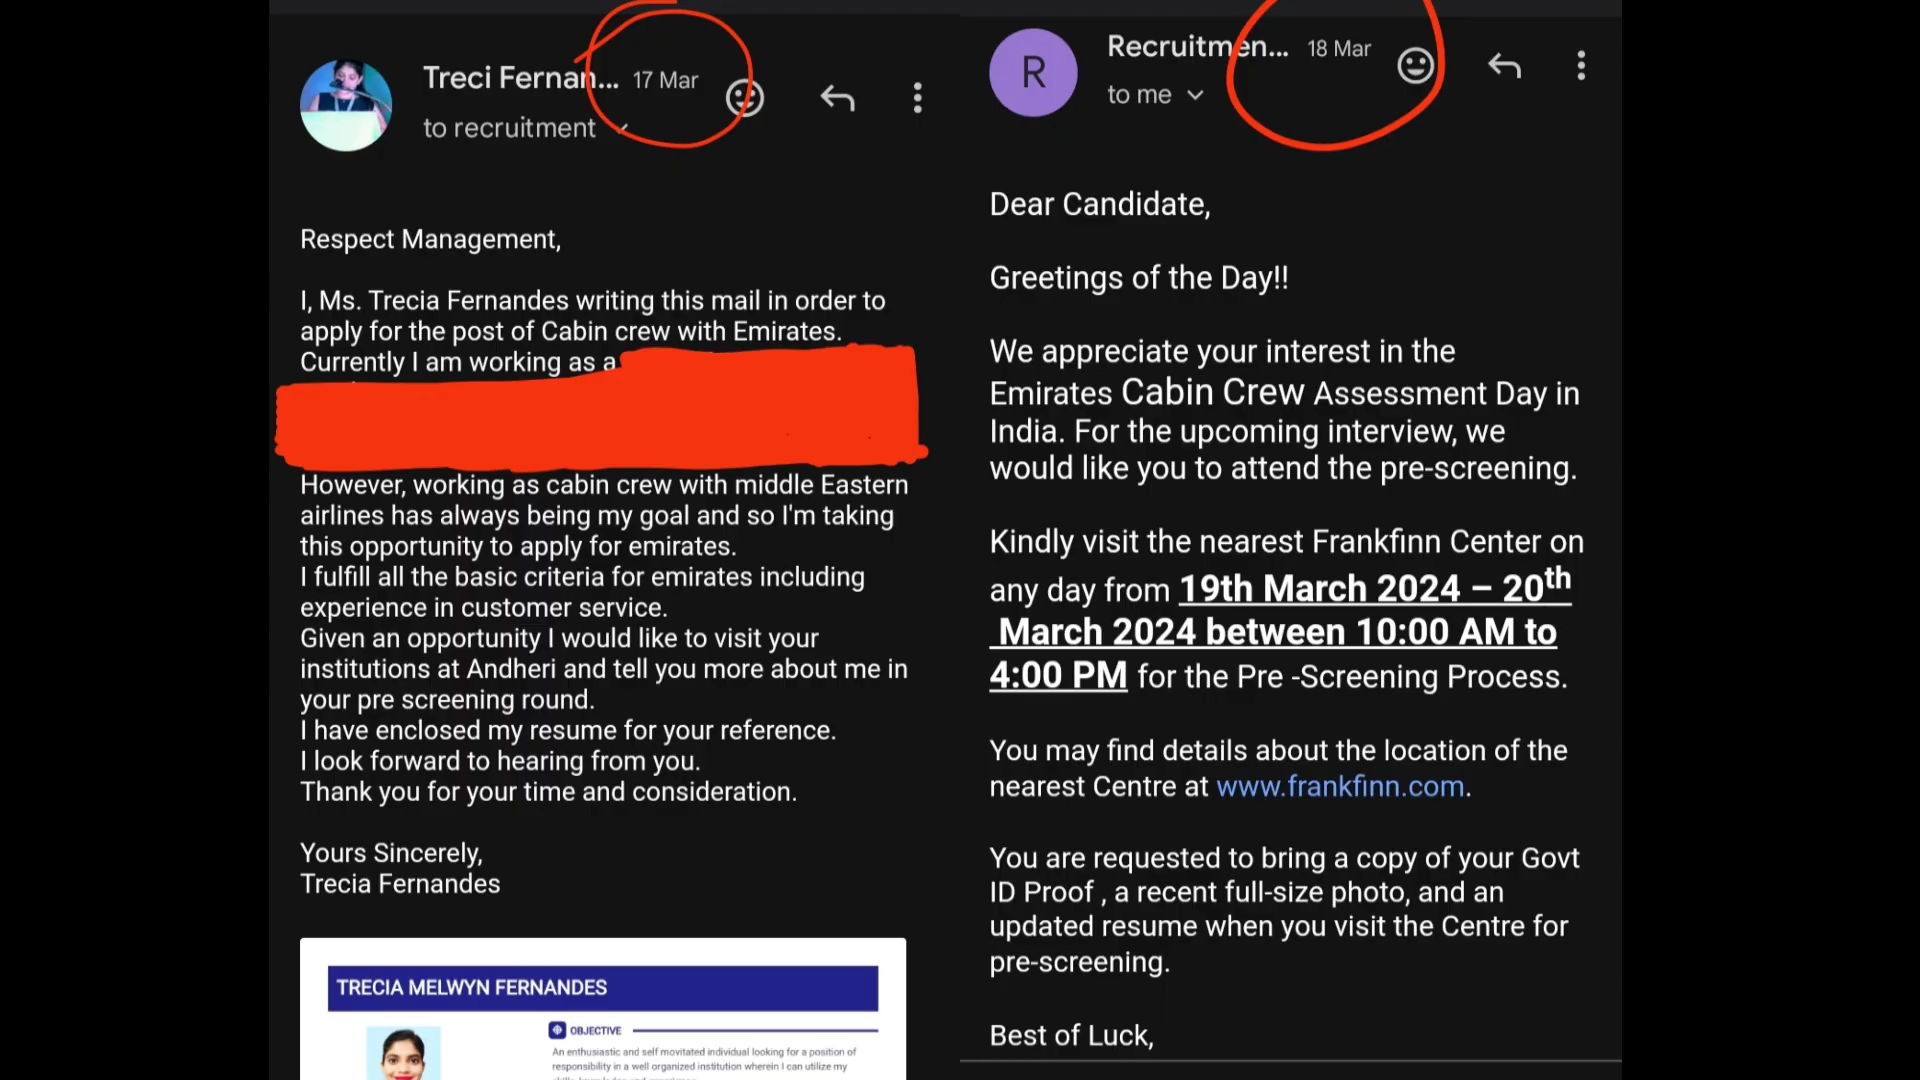 Treci Fernan... 17 Mar
to recruitment
Respect Management,
I, Ms. Trecia Fernandes writing this mail in order to
apply for the post of Cabin crew with Emirates.
Currently I am working as a
However, working as cabin crew with middle Eastern
airlines has always being my goal and so I'm taking
this opportunity to apply for emirates.
I fulfill all the basic criteria for emirates including
experience in customer service.
Given an opportunity I would like to visit your
institutions at Andheri and tell you more about me in
your pre screening round.
I have enclosed my resume for your reference.
I look forward to hearing from you.
Thank you for your time and consideration.
Yours Sincerely,
Trecia Fernandes
TRECIA MELWYN FERNANDES
OBJECTIVE
An enthusiastic and self movitated individual looking for a position of
responsibility in a well organized institution wherein I can utilize my
R
Recruitmen... 18 Mar
to me
Dear Candidate,
Greetings of the Day!!
We appreciate your interest in the
Emirates Cabin Crew Assessment Day in
India. For the upcoming interview, we
would like you to attend the pre-screening.
Kindly visit the nearest Frankfinn Center on
any day from 19th March 2024 – 20th
March 2024 between 10:00 AM to
4:00 PM for the Pre -Screening Process.
You may find details about the location of the
nearest Centre at www.frankfinn.com.
You are requested to bring a copy of your Govt
ID Proof , a recent full-size photo, and an
updated resume when you visit the Centre for
pre-screening.
Best of Luck,